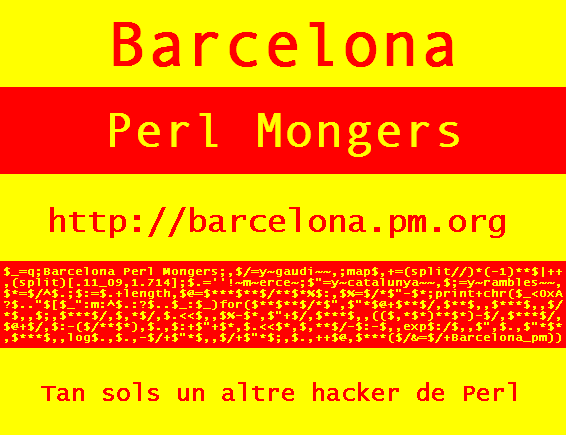 Barcelona
Perl Mongers
http://barcelona.pm.org
$_=q;Barcelona Perl Mongers;,$/=y~gaudi~~,;map$,+=(split//)*(-1)**$|++
,(split)[.11_09,1.714];$.=''!~m~erce~;$"=y~catalunya~~,$;=y~rambles~~,
$*=$/^$.;$:=$.+length,$@=$***$**$/**$*%$:,$%=$/*$"-$*;print+chr($_<0xA
?$.."$[$_":m:^$.:?$..$_:$_)for($***$**$/*$",$"*$@+$**$/,$***$,,$***$,,$/
*$,,$;,$***$/,$,*$/,$.<<$,,$%-$*,$"+$/,$***$,,(($,*$*)**$*)-$/,$***$/,
$@+$/,$:-($/**$*),$.,$:+$"+$*,$.<<$*,$,**$/-$:-$,,exp$:/$,,$",$.,$"*$*
,$***$,,log$.,$.,-$/+$"*$,,$/+$"*$;,$.,++$@,$***($/&=$/+Barcelona_pm))
Tan sols un altre hacker de Perl